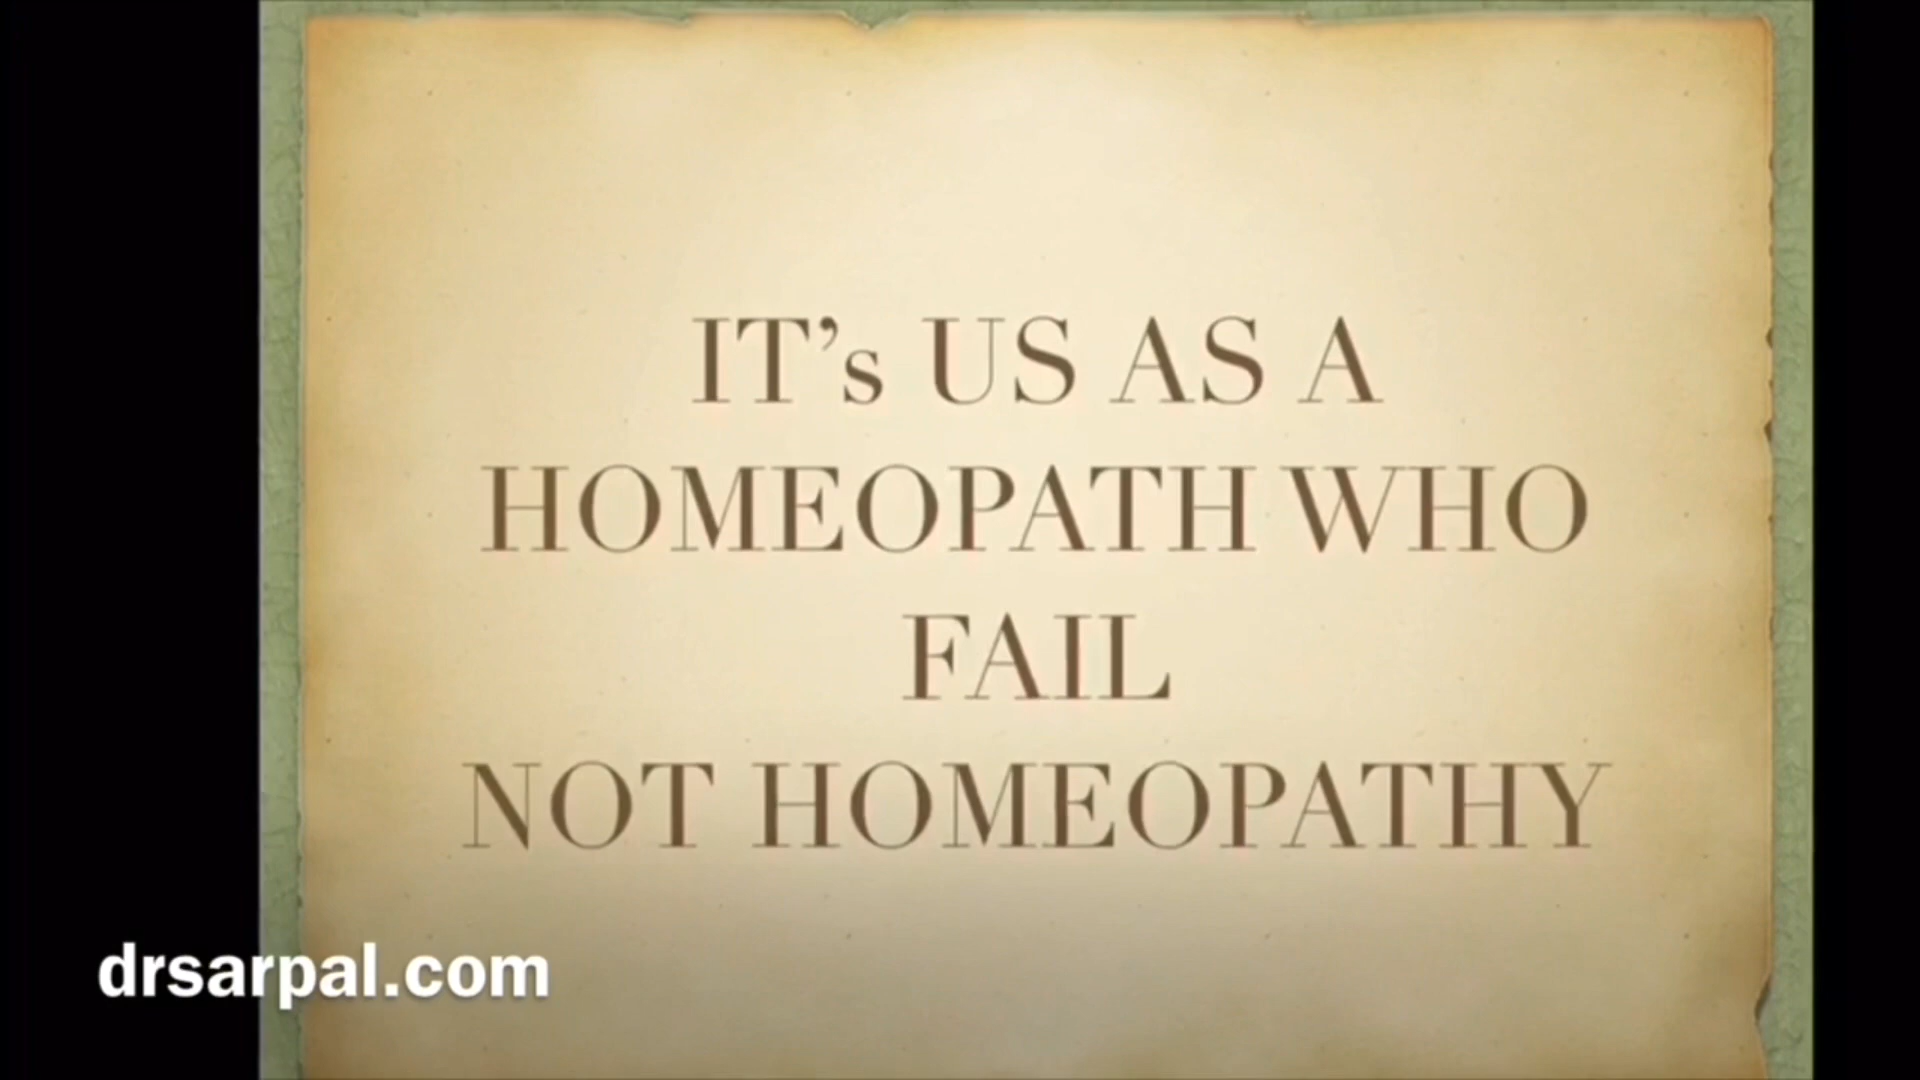 IT's US AS A
HOMEOPATH WHO
FAIL
NOT HOMEOPATHY
drsarpal.com